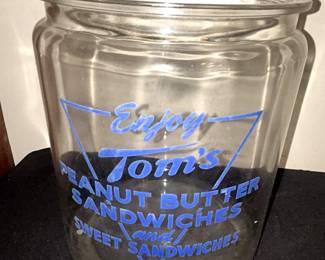 Enjoy
Tom's
PEANUT BUTTER
SANDWICHES
and
SWEET SANDWICHES